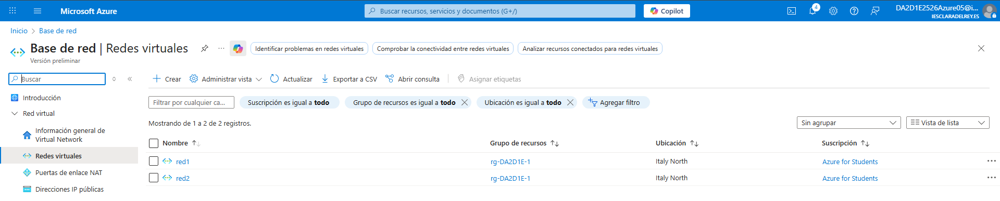 Microsoft Azure
Buscar recursos, servicios y documentos (G+/)
Copilot
4
DA2D1E2526Azure05@i...
IESCLARADELREY.ES
Inicio > Base de red
Base de red | Redes virtuales
Versión preliminar
Identificar problemas en redes virtuales
Comprobar la conectividad entre redes virtuales
Analizar recursos conectados para redes virtuales
Buscar
Crear
Administrar vista
Actualizar
Exportar a CSV
Abrir consulta
Asignar etiquetas
Introducción
Red virtual
Información general de
Virtual Network
Redes virtuales
Puertas de enlace NAT
Direcciones IP públicas
Filtrar por cualquier ca...
Suscripción es igual a todo
Grupo de recursos es igual a todo
Ubicación es igual a todo
Agregar filtro
Mostrando de 1 a 2 de 2 registros.
Sin agrupar
Vista de lista
Nombre Grupo de recursos Ubicación Suscripción
red1 rg-DA2D1E-1 Italy North Azure for Students
red2 rg-DA2D1E-1 Italy North Azure for Students